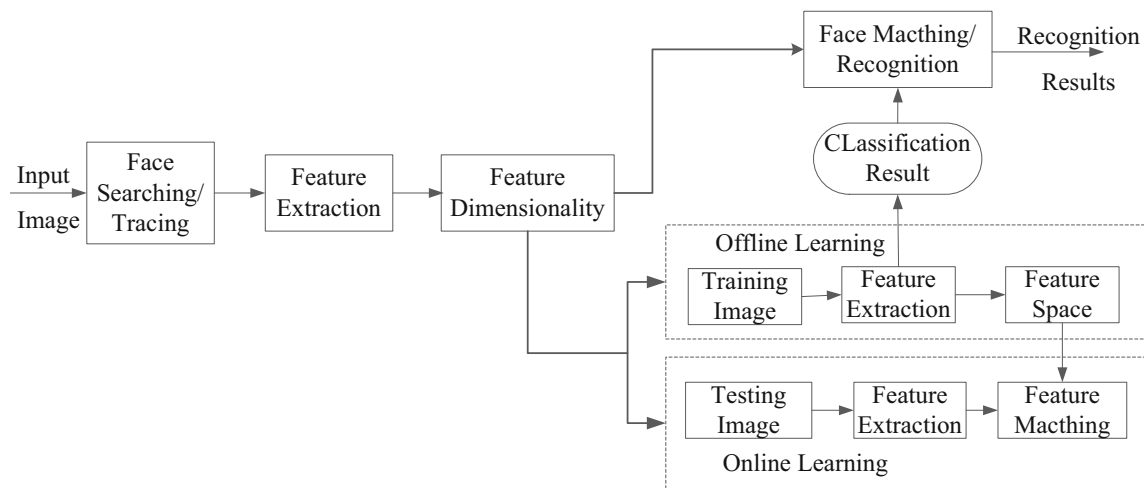 Face Macthing/
Recognition
Recognition
Results
CLassification
Result
Input
Image
Face
Searching/
Tracing
Feature
Extraction
Feature
Dimensionality
Offline Learning
Training
Image
Feature
Extraction
Feature
Space
Testing
Image
Feature
Extraction
Feature
Macthing
Online Learning